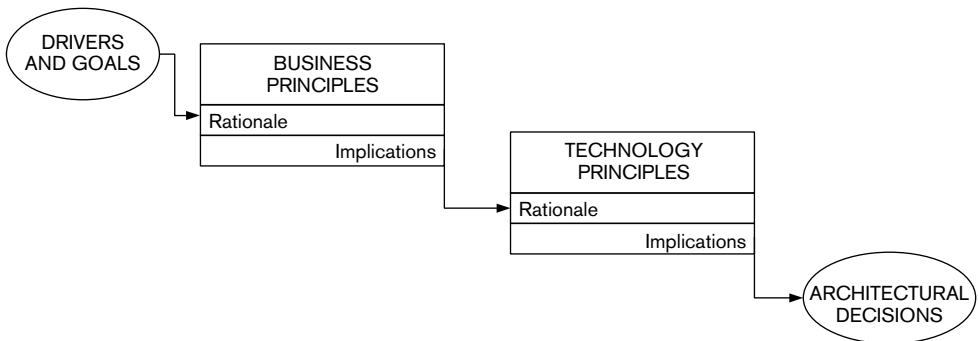 DRIVERS
AND GOALS
BUSINESS
PRINCIPLES
Rationale
Implications
TECHNOLOGY
PRINCIPLES
Rationale
Implications
ARCHITECTURAL
DECISIONS